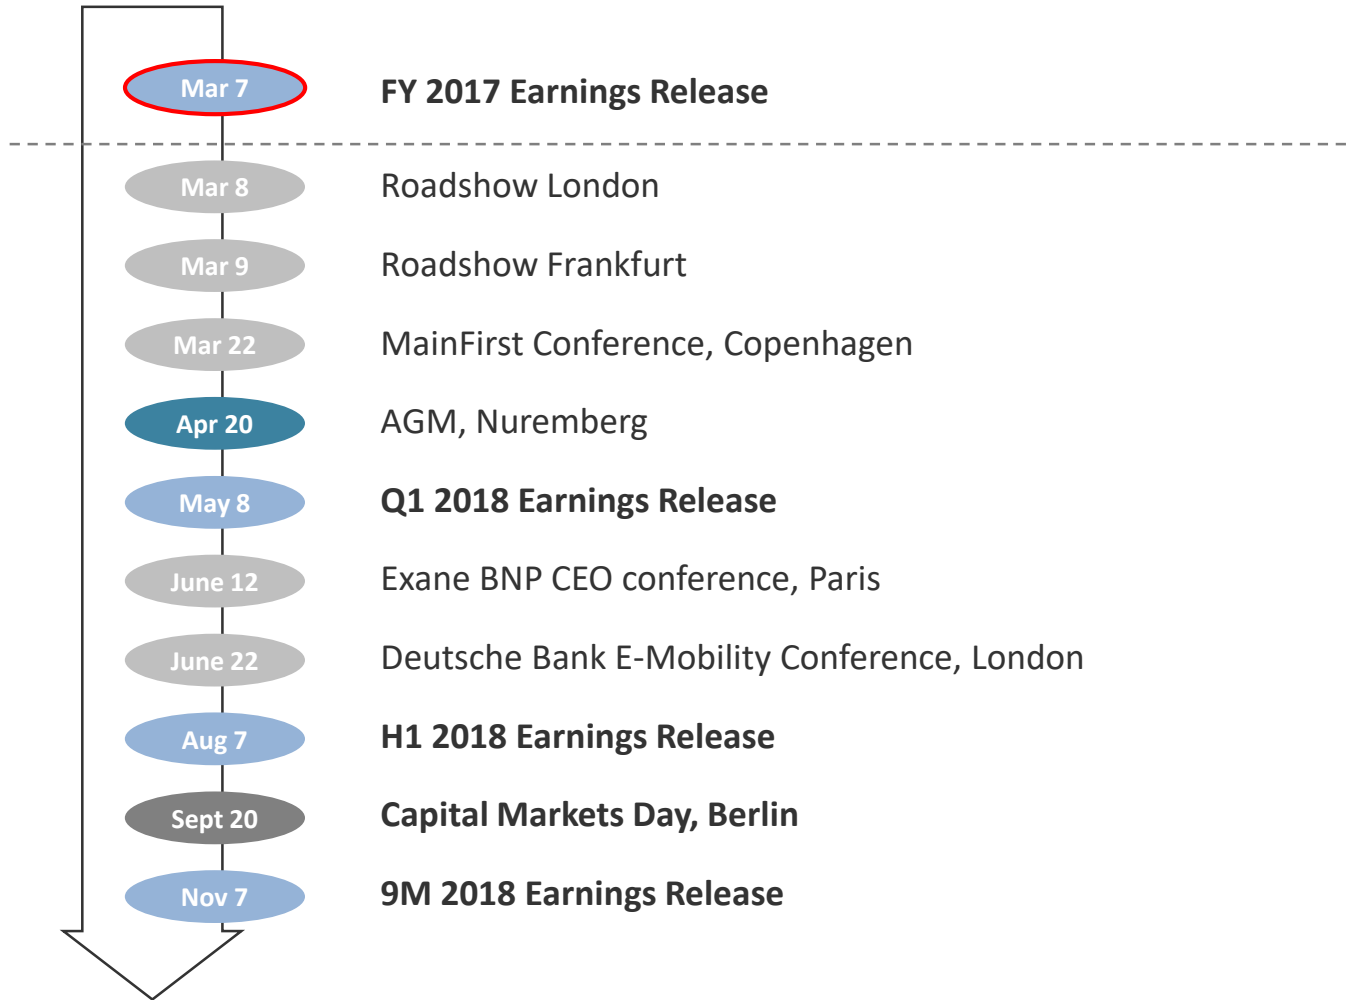 Mar 7 FY 2017 Earnings Release
Mar 8 Roadshow London
Mar 9 Roadshow Frankfurt
Mar 22 MainFirst Conference, Copenhagen
Apr 20 AGM, Nuremberg
May 8 Q1 2018 Earnings Release
June 12 Exane BNP CEO conference, Paris
June 22 Deutsche Bank E-Mobility Conference, London
Aug 7 H1 2018 Earnings Release
Sept 20 Capital Markets Day, Berlin
Nov 7 9M 2018 Earnings Release